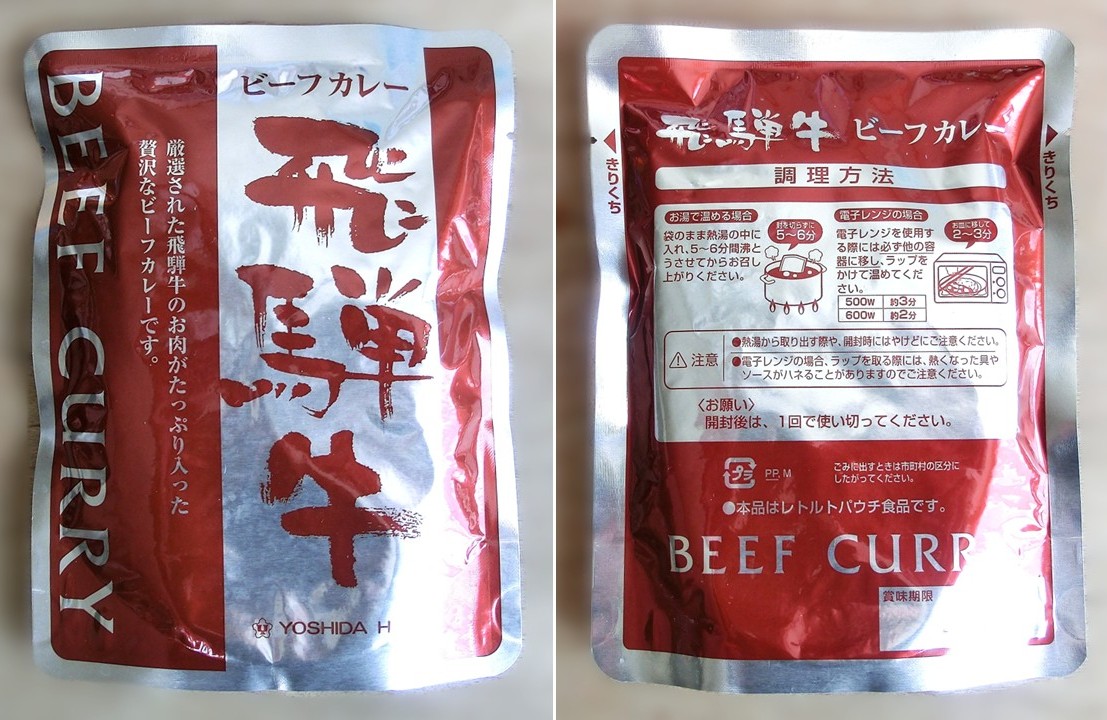 ビーフカレー
飛騨牛
厳選された飛騨牛のお肉がたっぷり入った
贅沢なビーフカレーです。
BEEF CURRY
YOSHIDA H
飛騨牛 ビーフカレー
きりくち
きりくち
調理方法
お湯で温める場合
封を切らずに
5〜6分
袋のまま熱湯の中に
入れ、5〜6分間沸と
うさせてからお召し
上がりください。
電子レンジの場合
お皿に移して
2〜3分
電子レンジを使用す
る際には必ず他の容
器に移し、ラップを
かけて温めてくだ
さい。
500W 約3分
600W 約2分
注意
●熱湯から取り出す際や、開封時にはやけどにご注意ください。
●電子レンジの場合、ラップを取る際には、熱くなった具や
ソースがハネることがありますのでご注意ください。
〈お願い〉
開封後は、1回で使い切ってください。
プラ
PP, M
ごみに出すときは市町村の区分に
したがってください。
●本品はレトルトパウチ食品です。
BEEF CURR
賞味期限